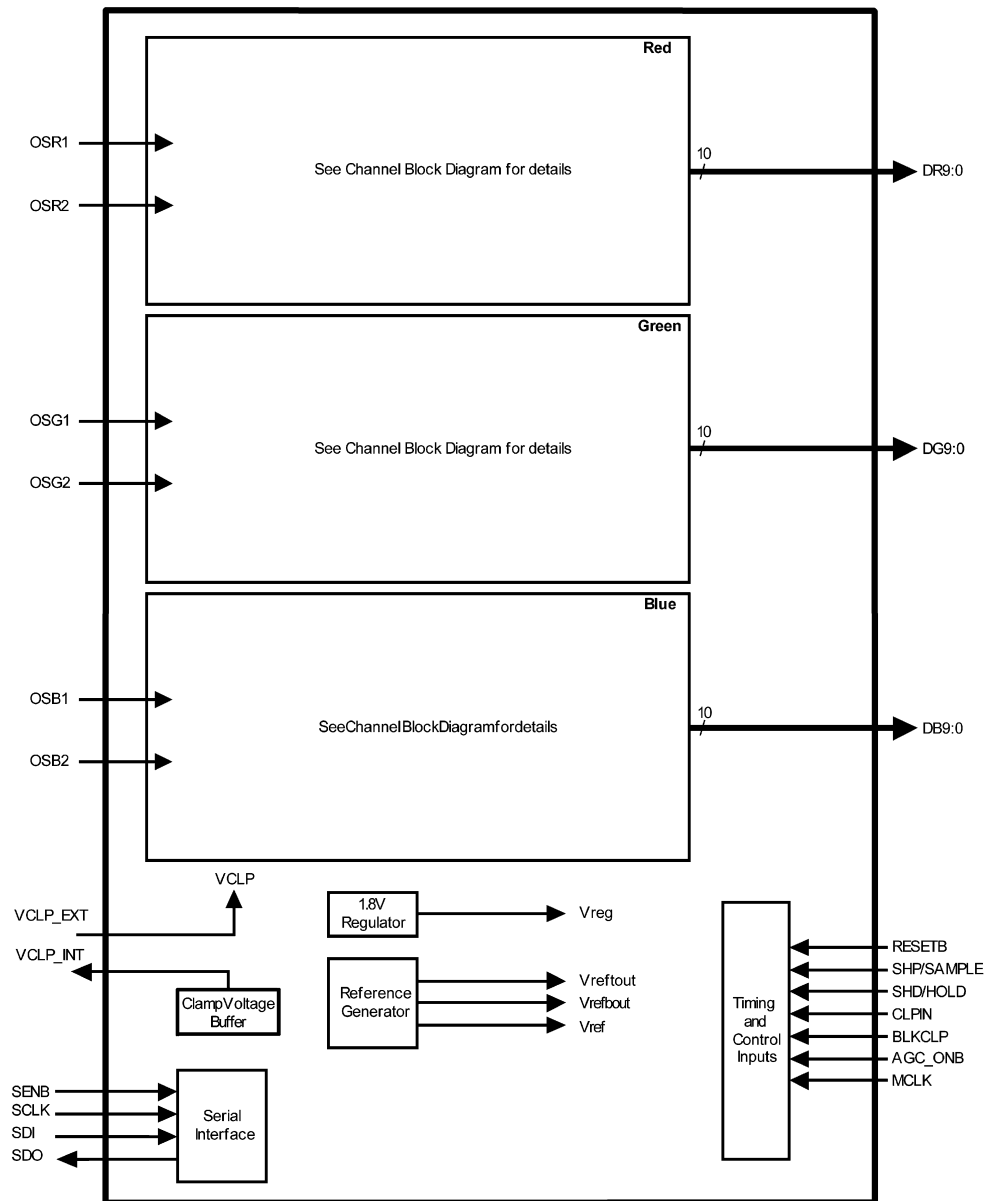 Red
OSR1
See Channel Block Diagram for details
10
DR9:0
OSR2
Green
OSG1
See Channel Block Diagram for details
10
DG9:0
OSG2
Blue
OSB1
SeeChannelBlockDiagramfordetails
10
DB9:0
OSB2
VCLP
VCLP_EXT
VCLP_INT
ClampVoltage
Buffer
1.8V
Regulator
Vreg
Reference
Generator
Vreftout
Vrefbout
Vref
Timing
and
Control
Inputs
RESETB
SHP/SAMPLE
SHD/HOLD
CLPIN
BLKCLP
AGC_ONB
MCLK
SENB
SCLK
SDI
SDO
Serial
Interface